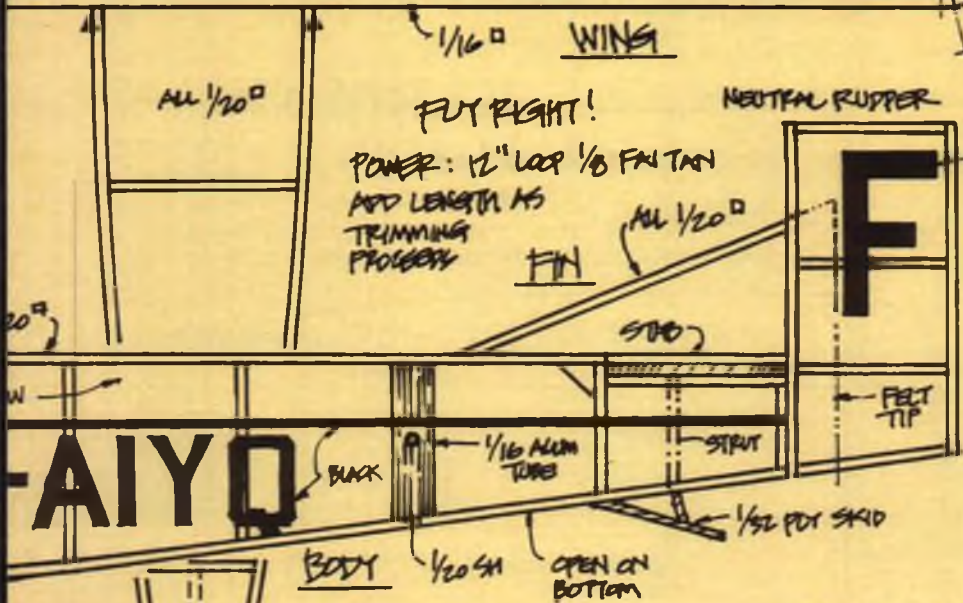 1/16 □
WING
ALL 1/20 □
FLY RIGHT!
NEUTRAL RUDDER
POWER: 12" LOOP 1/8 FAI TAN
ADD LENGTH AS
TRIMMING
PROCEEDS
ALL 1/20 □
FIN
F
20 □
STAB
W
FELT
TIP
-AIYQ
BLACK
1/16 ALUM
TUBE
STRUT
1/32 PLY SKID
BODY
1/20 SH
OPEN ON
BOTTOM